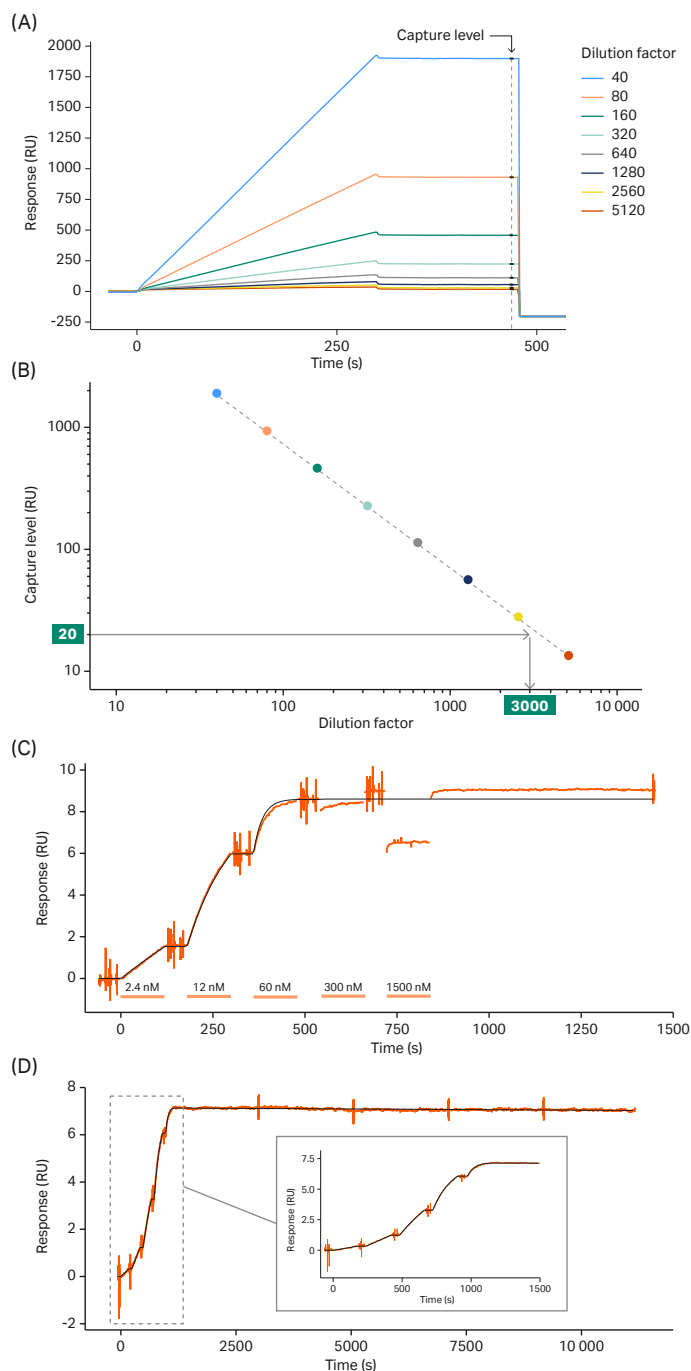 (A)
Capture level
Dilution factor
40
80
160
320
640
1280
2560
5120
2000
1750
1500
1250
1000
750
500
250
0
-250
Response (RU)
0
250
500
Time (s)
(B)
1000
100
20
10
Capture level (RU)
10
100
1000
3000
10 000
Dilution factor
(C)
10
8
6
4
2
0
Response (RU)
2.4 nM
12 nM
60 nM
300 nM
1500 nM
0
250
500
750
1000
1250
1500
Time (s)
(D)
8
6
4
2
0
-2
Response (RU)
7.5
5.0
2.5
0
Response (RU)
0
500
1000
1500
Time (s)
0
2500
5000
7500
10 000
Time (s)